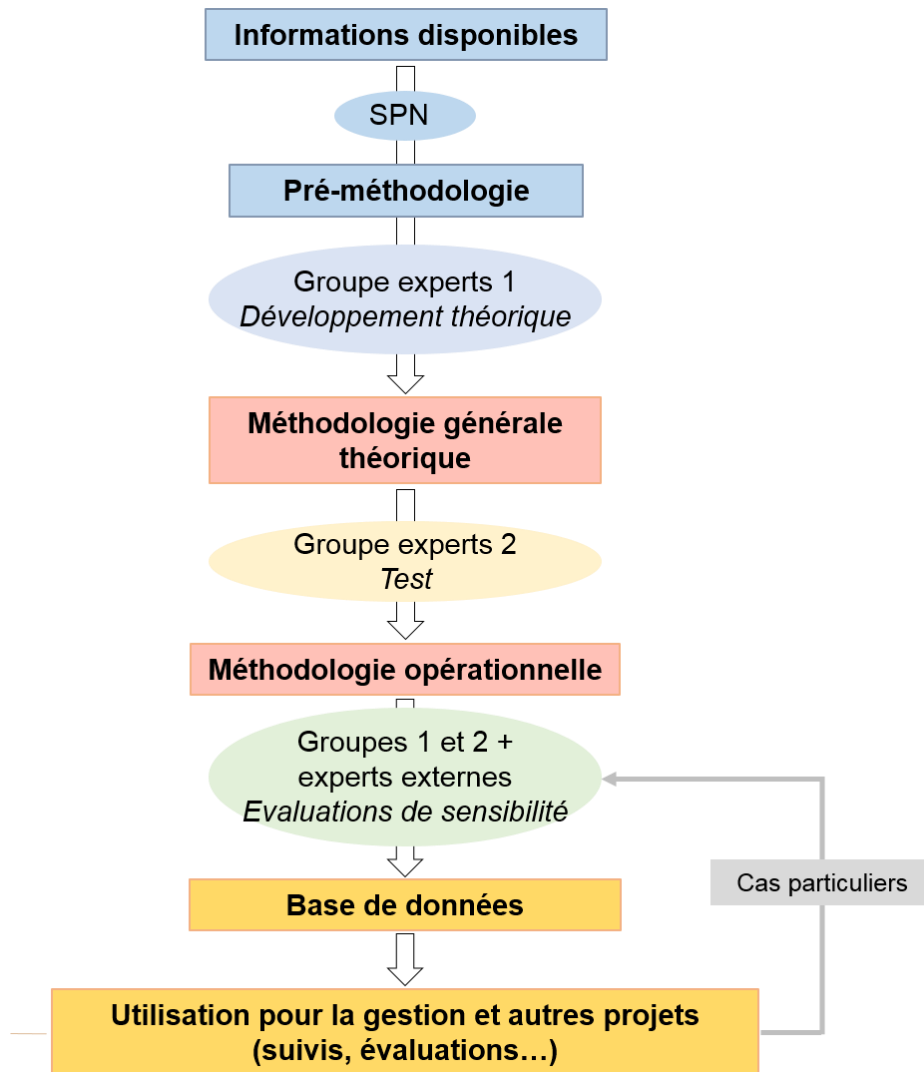 Informations disponibles
SPN
Pré-méthodologie
Groupe experts 1
Développement théorique
Méthodologie générale
théorique
Groupe experts 2
Test
Méthodologie opérationnelle
Groupes 1 et 2 +
experts externes
Evaluations de sensibilité
Cas particuliers
Base de données
Utilisation pour la gestion et autres projets
(suivis, évaluations…)